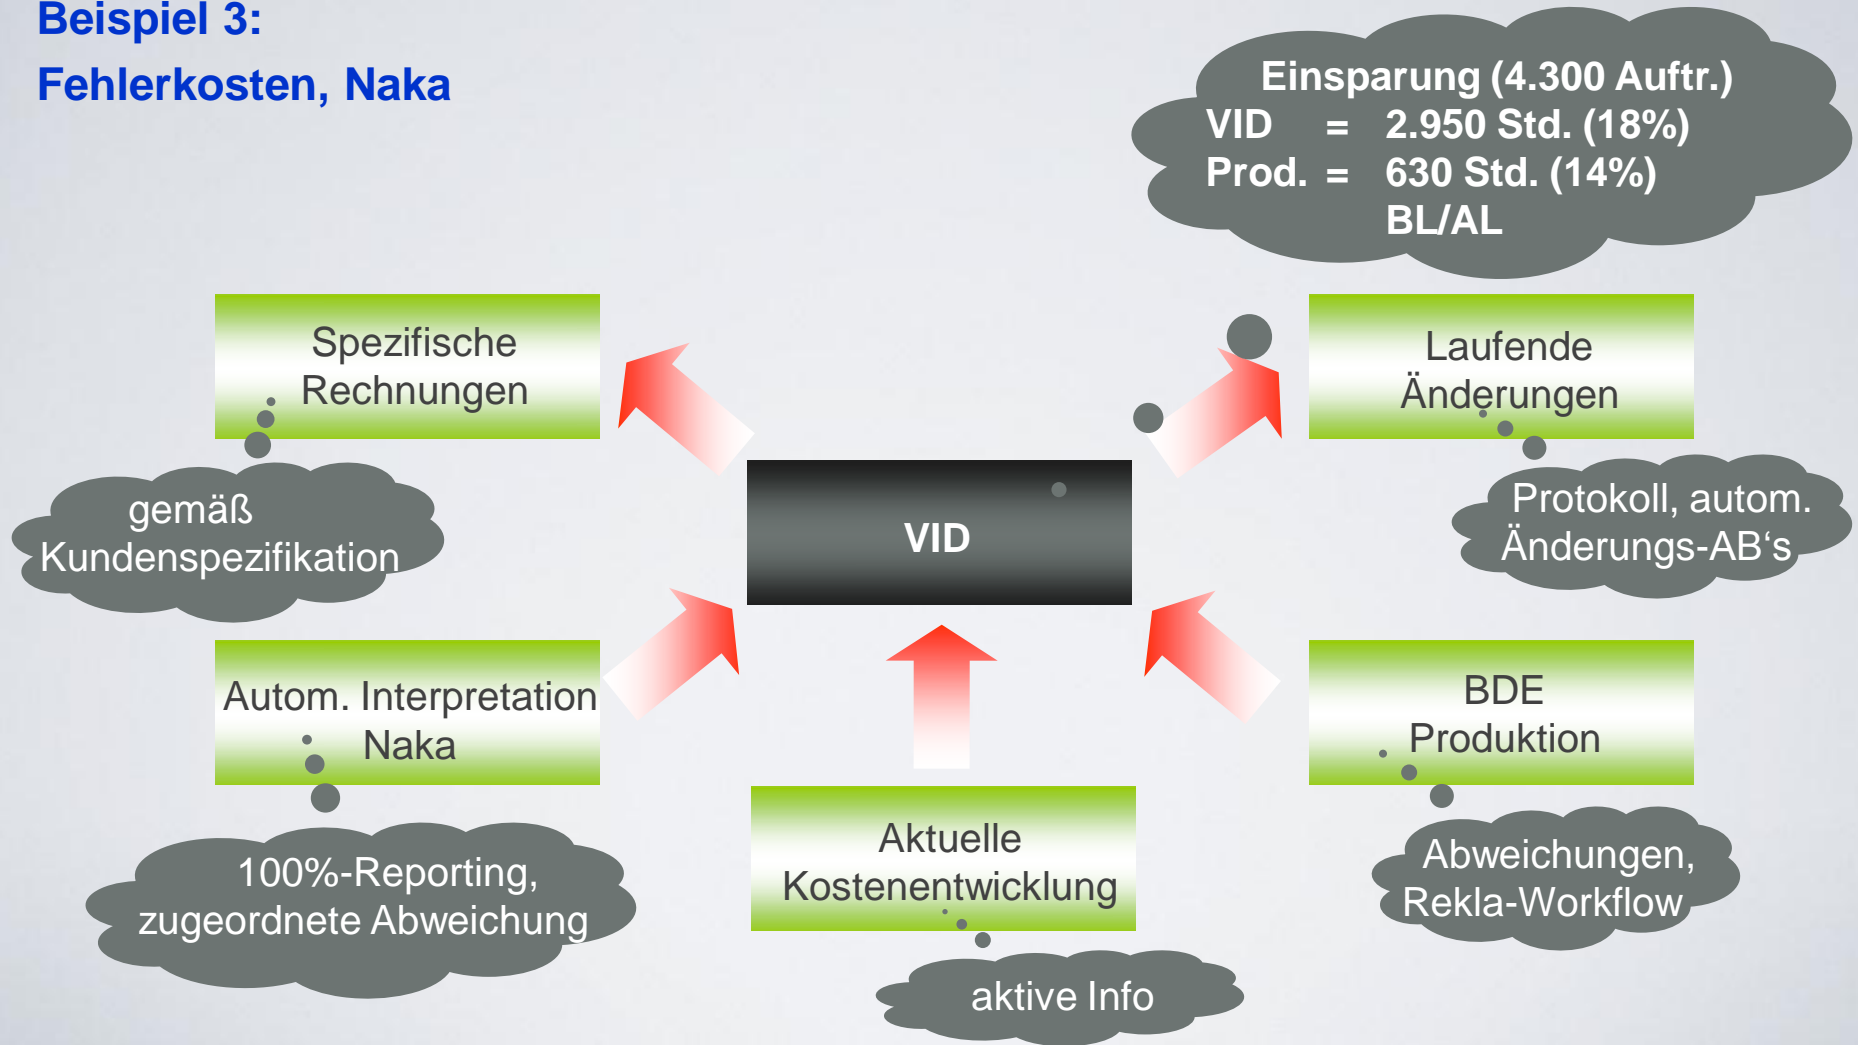 Beispiel 3:
Fehlerkosten, Naka
Einsparung (4.300 Auftr.)
VID = 2.950 Std. (18%)
Prod. = 630 Std. (14%)
BL/AL
Spezifische
Rechnungen
Laufende
Änderungen
gemäß
Kundenspezifikation
VID
Protokoll, autom.
Änderungs-AB‘s
Autom. Interpretation
Naka
BDE
Produktion
Aktuelle
Kostenentwicklung
100%-Reporting,
zugeordnete Abweichung
Abweichungen,
Rekla-Workflow
aktive Info